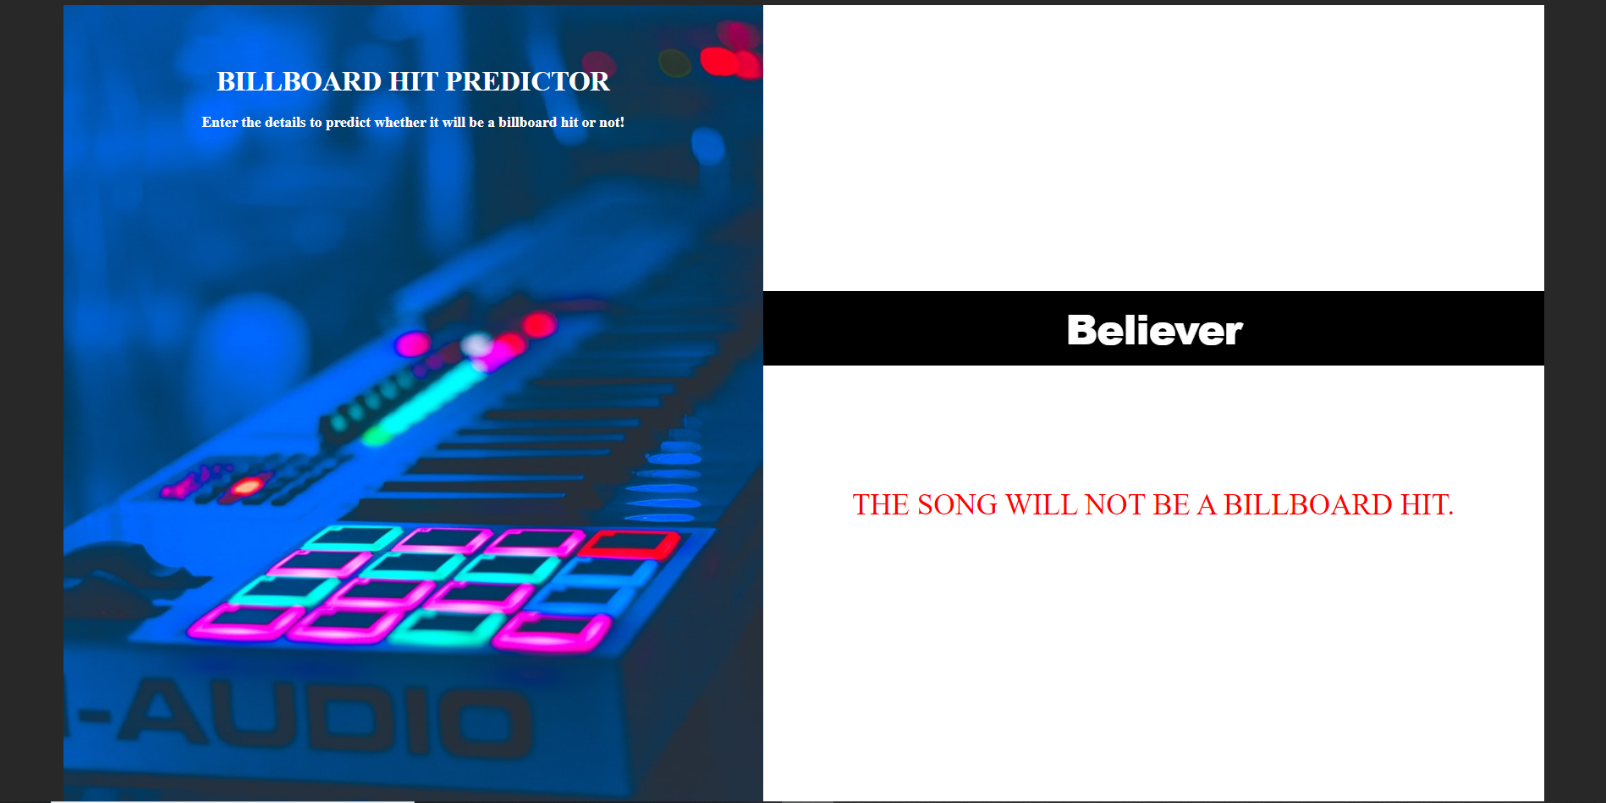 BILLBOARD HIT PREDICTOR
Enter the details to predict whether it will be a billboard hit or not!
Believer
THE SONG WILL NOT BE A BILLBOARD HIT.
-AUDIO